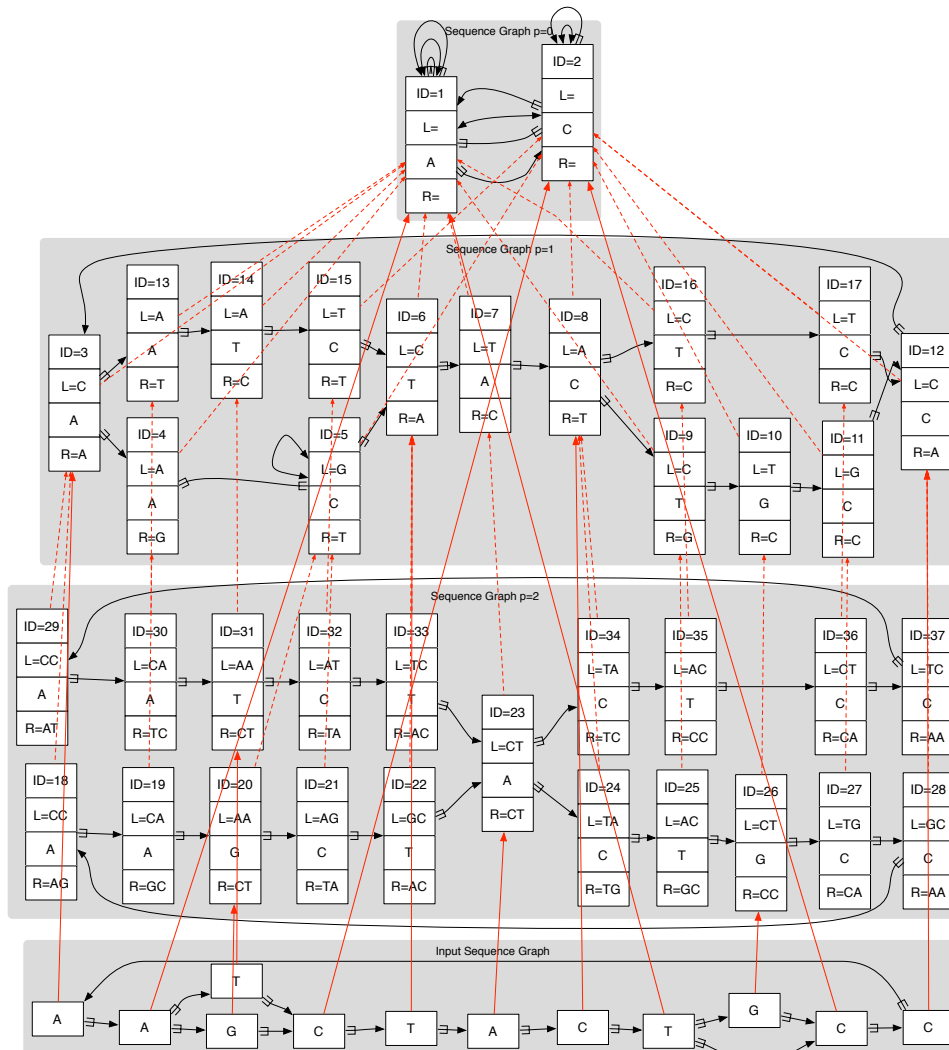 Sequence Graph p=0
ID=1
L=
A
R=
ID=2
L=
C
R=
Sequence Graph p=1
ID=3
L=C
A
R=A
ID=13
L=A
A
R=T
ID=14
L=A
T
R=C
ID=15
L=T
C
R=T
ID=4
L=A
A
R=G
ID=5
L=G
C
R=T
ID=6
L=C
T
R=A
ID=7
L=T
A
R=C
ID=8
L=A
C
R=T
ID=16
L=C
T
R=C
ID=17
L=T
C
R=C
ID=9
L=C
T
R=G
ID=10
L=T
G
R=C
ID=11
L=G
C
R=C
ID=12
L=C
C
R=A
Sequence Graph p=2
ID=29
L=CC
A
R=AT
ID=30
L=CA
A
R=TC
ID=31
L=AA
T
R=CT
ID=32
L=AT
C
R=TA
ID=33
L=TC
T
R=AC
ID=18
L=CC
A
R=AG
ID=19
L=CA
A
R=GC
ID=20
L=AA
G
R=CT
ID=21
L=AG
C
R=TA
ID=22
L=GC
T
R=AC
ID=23
L=CT
A
R=CT
ID=34
L=TA
C
R=TC
ID=35
L=AC
T
R=CC
ID=36
L=CT
C
R=CA
ID=37
L=TC
C
R=AA
ID=24
L=TA
C
R=TG
ID=25
L=AC
T
R=GC
ID=26
L=CT
G
R=CC
ID=27
L=TG
C
R=CA
ID=28
L=GC
C
R=AA
Input Sequence Graph
A
A
T
G
C
T
A
C
T
G
C
C